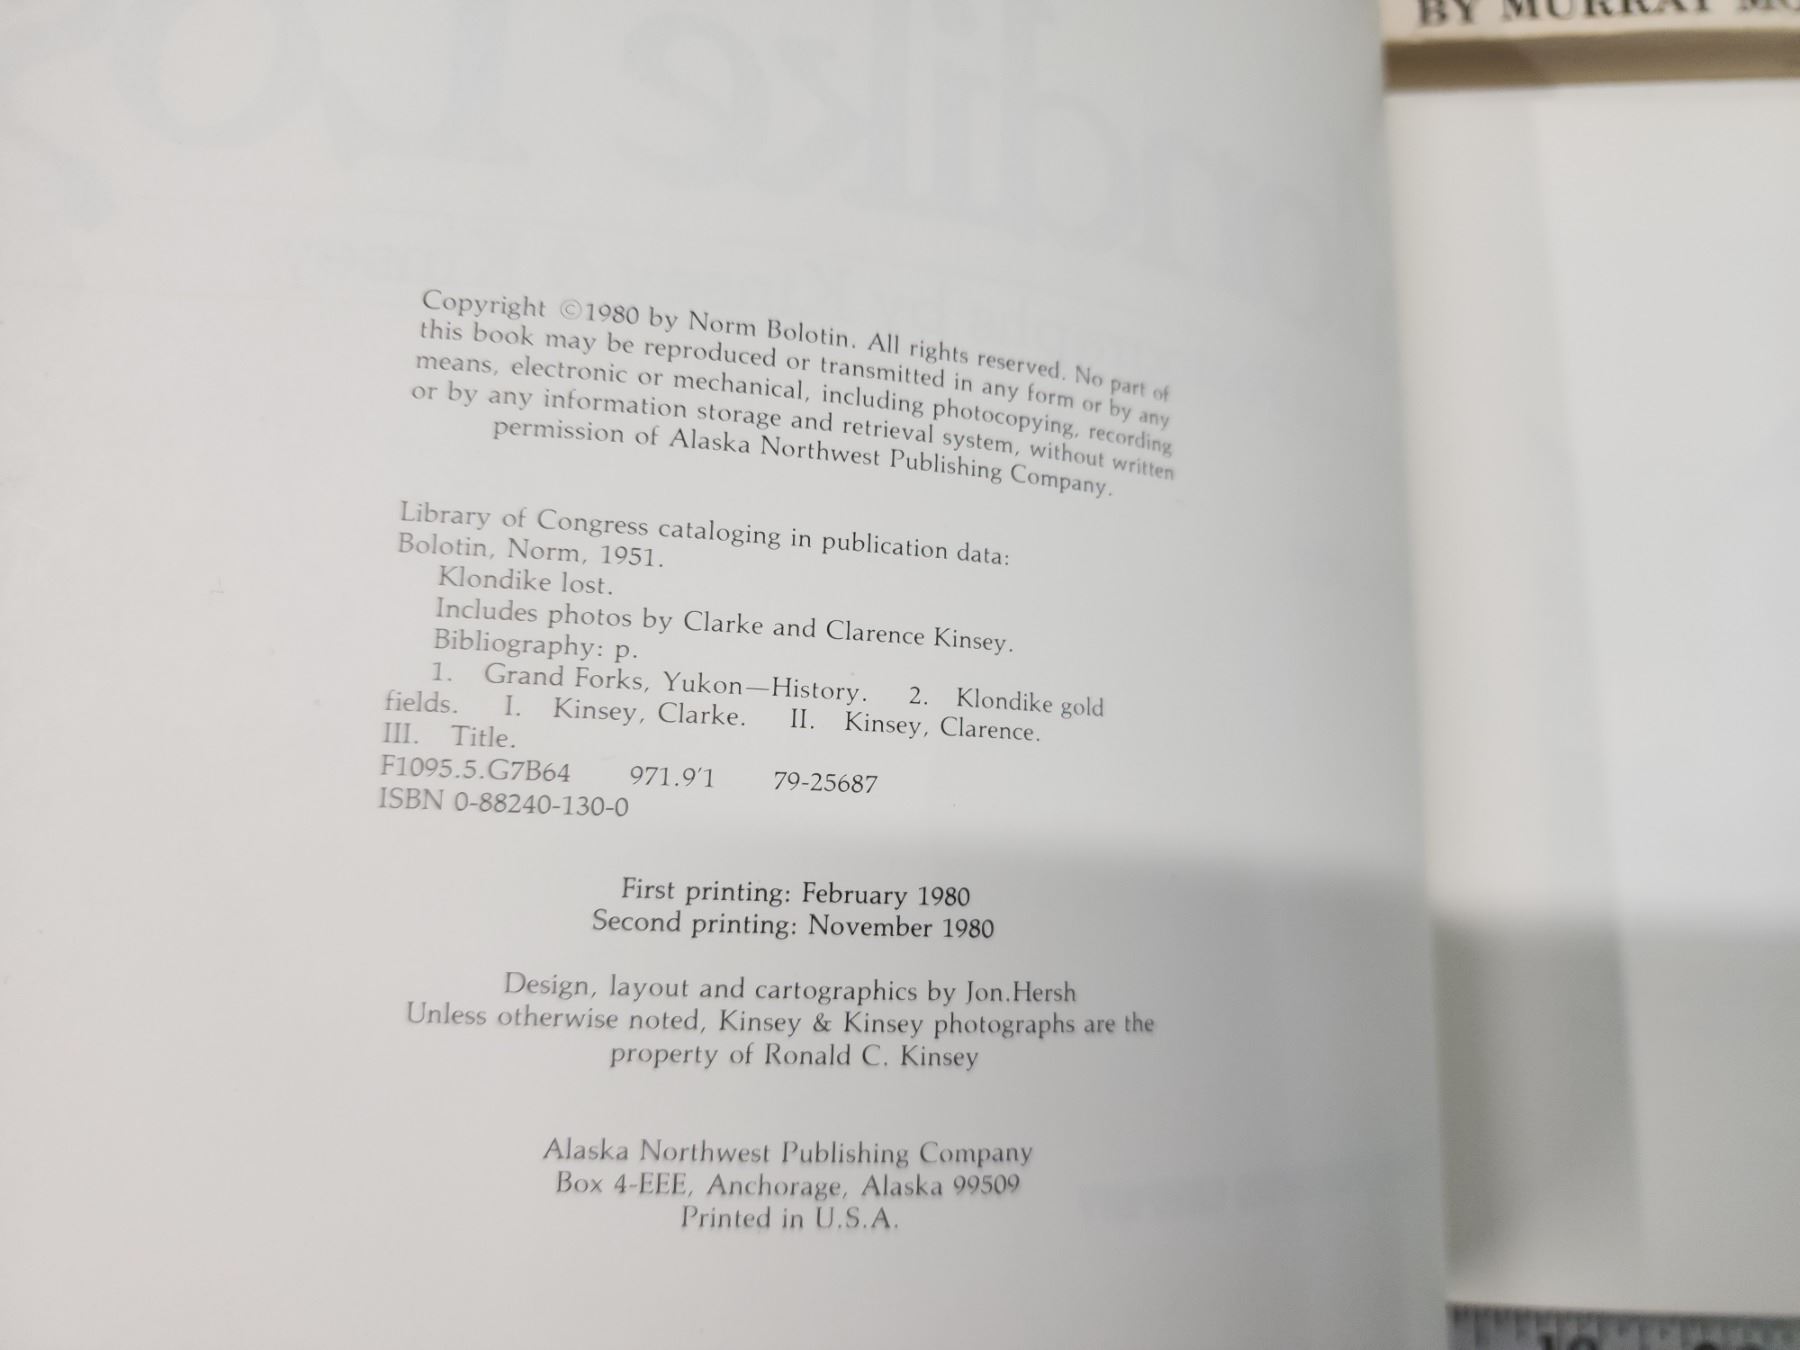 BY MURRAY
Copyright ©1980 by Norm Bolotin. All rights reserved. No part of
this book may be reproduced or transmitted in any form or by any
means, electronic or mechanical, including photocopying, recording
or by any information storage and retrieval system, without written
permission of Alaska Northwest Publishing Company.
Library of Congress cataloging in publication data:
Bolotin, Norm, 1951.
Klondike lost.
Includes photos by Clarke and Clarence Kinsey.
Bibliography: p.
1. Grand Forks, Yukon—History. 2. Klondike gold
fields. I. Kinsey, Clarke. II. Kinsey, Clarence.
III. Title.
F1095.5.G7B64 971.9'1 79-25687
ISBN 0-88240-130-0
First printing: February 1980
Second printing: November 1980
Design, layout and cartographics by Jon.Hersh
Unless otherwise noted, Kinsey & Kinsey photographs are the
property of Ronald C. Kinsey
Alaska Northwest Publishing Company
Box 4-EEE, Anchorage, Alaska 99509
Printed in U.S.A.